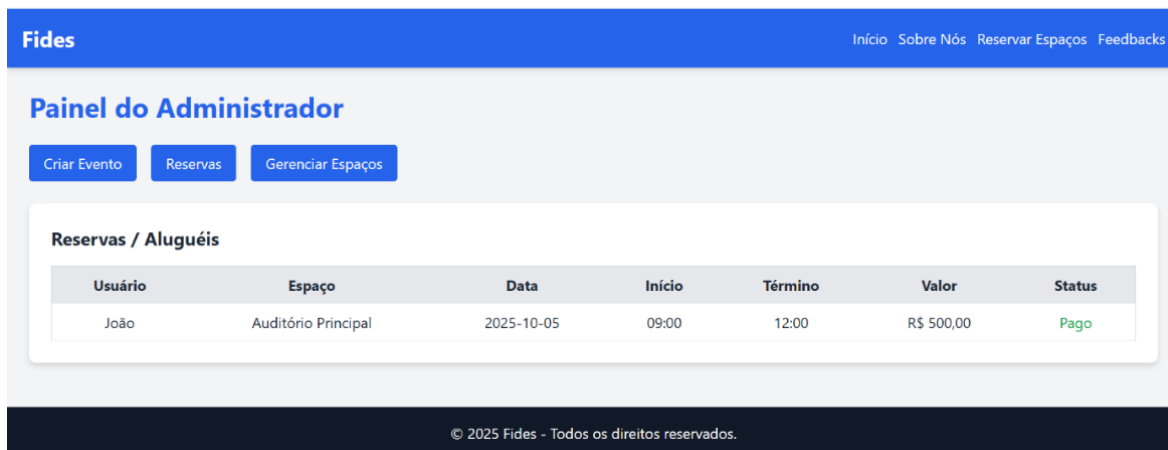 Fides Início Sobre Nós Reservar Espaços Feedbacks
Painel do Administrador
Criar Evento Reservas Gerenciar Espaços
Reservas / Aluguéis
Usuário Espaço Data Início Término Valor Status
João Auditório Principal 2025-10-05 09:00 12:00 R$ 500,00 Pago
© 2025 Fides - Todos os direitos reservados.